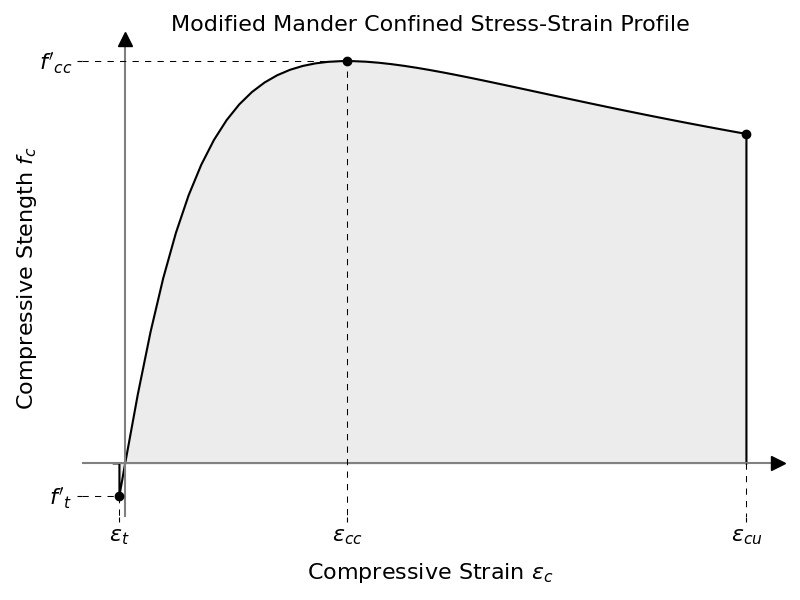 Modified Mander Confined Stress-Strain Profile
f'cc
Compressive Stength fc
f't
εt
εcc
εcu
Compressive Strain εc